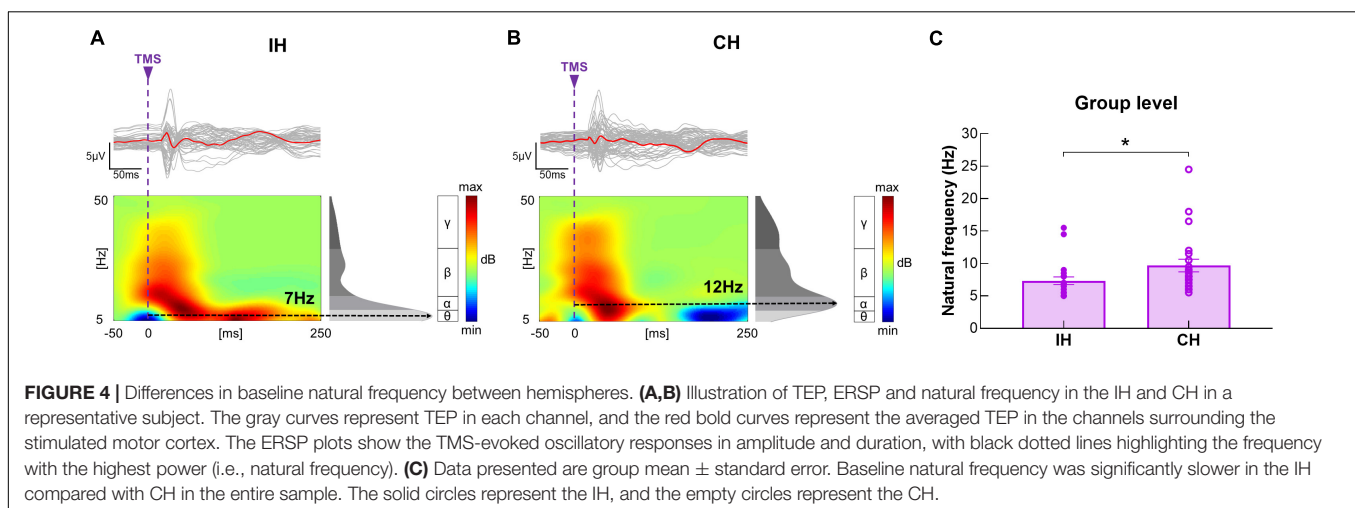 A
IH
TMS
5μV
50ms
50
[Hz]
5
-50
0
[ms]
250
7Hz
γ
β
α
θ
max
dB
min
B
CH
TMS
5μV
50ms
50
[Hz]
5
-50
0
[ms]
250
12Hz
γ
β
α
θ
max
dB
min
C
Group level
Natural frequency (Hz)
30
25
20
15
10
5
0
*
IH
CH
FIGURE 4 | Differences in baseline natural frequency between hemispheres. (A,B) Illustration of TEP, ERSP and natural frequency in the IH and CH in a
representative subject. The gray curves represent TEP in each channel, and the red bold curves represent the averaged TEP in the channels surrounding the
stimulated motor cortex. The ERSP plots show the TMS-evoked oscillatory responses in amplitude and duration, with black dotted lines highlighting the frequency
with the highest power (i.e., natural frequency). (C) Data presented are group mean ± standard error. Baseline natural frequency was significantly slower in the IH
compared with CH in the entire sample. The solid circles represent the IH, and the empty circles represent the CH.